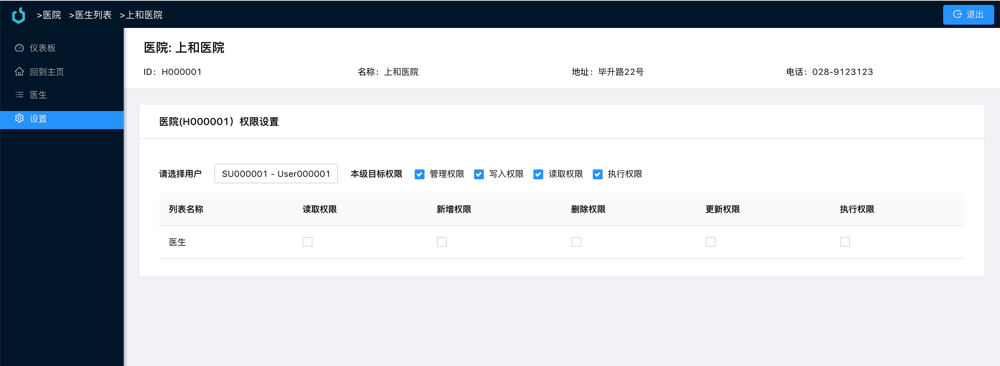 >医院 >医生列表 >上和医院
退出
仪表板
回到主页
医生
设置
医院: 上和医院
ID：H000001 名称：上和医院 地址：毕升路22号 电话：028-9123123
医院(H000001）权限设置
请选择用户 SU000001 - User000001 本级目标权限 管理权限 写入权限 读取权限 执行权限
列表名称 读取权限 新增权限 删除权限 更新权限 执行权限
医生